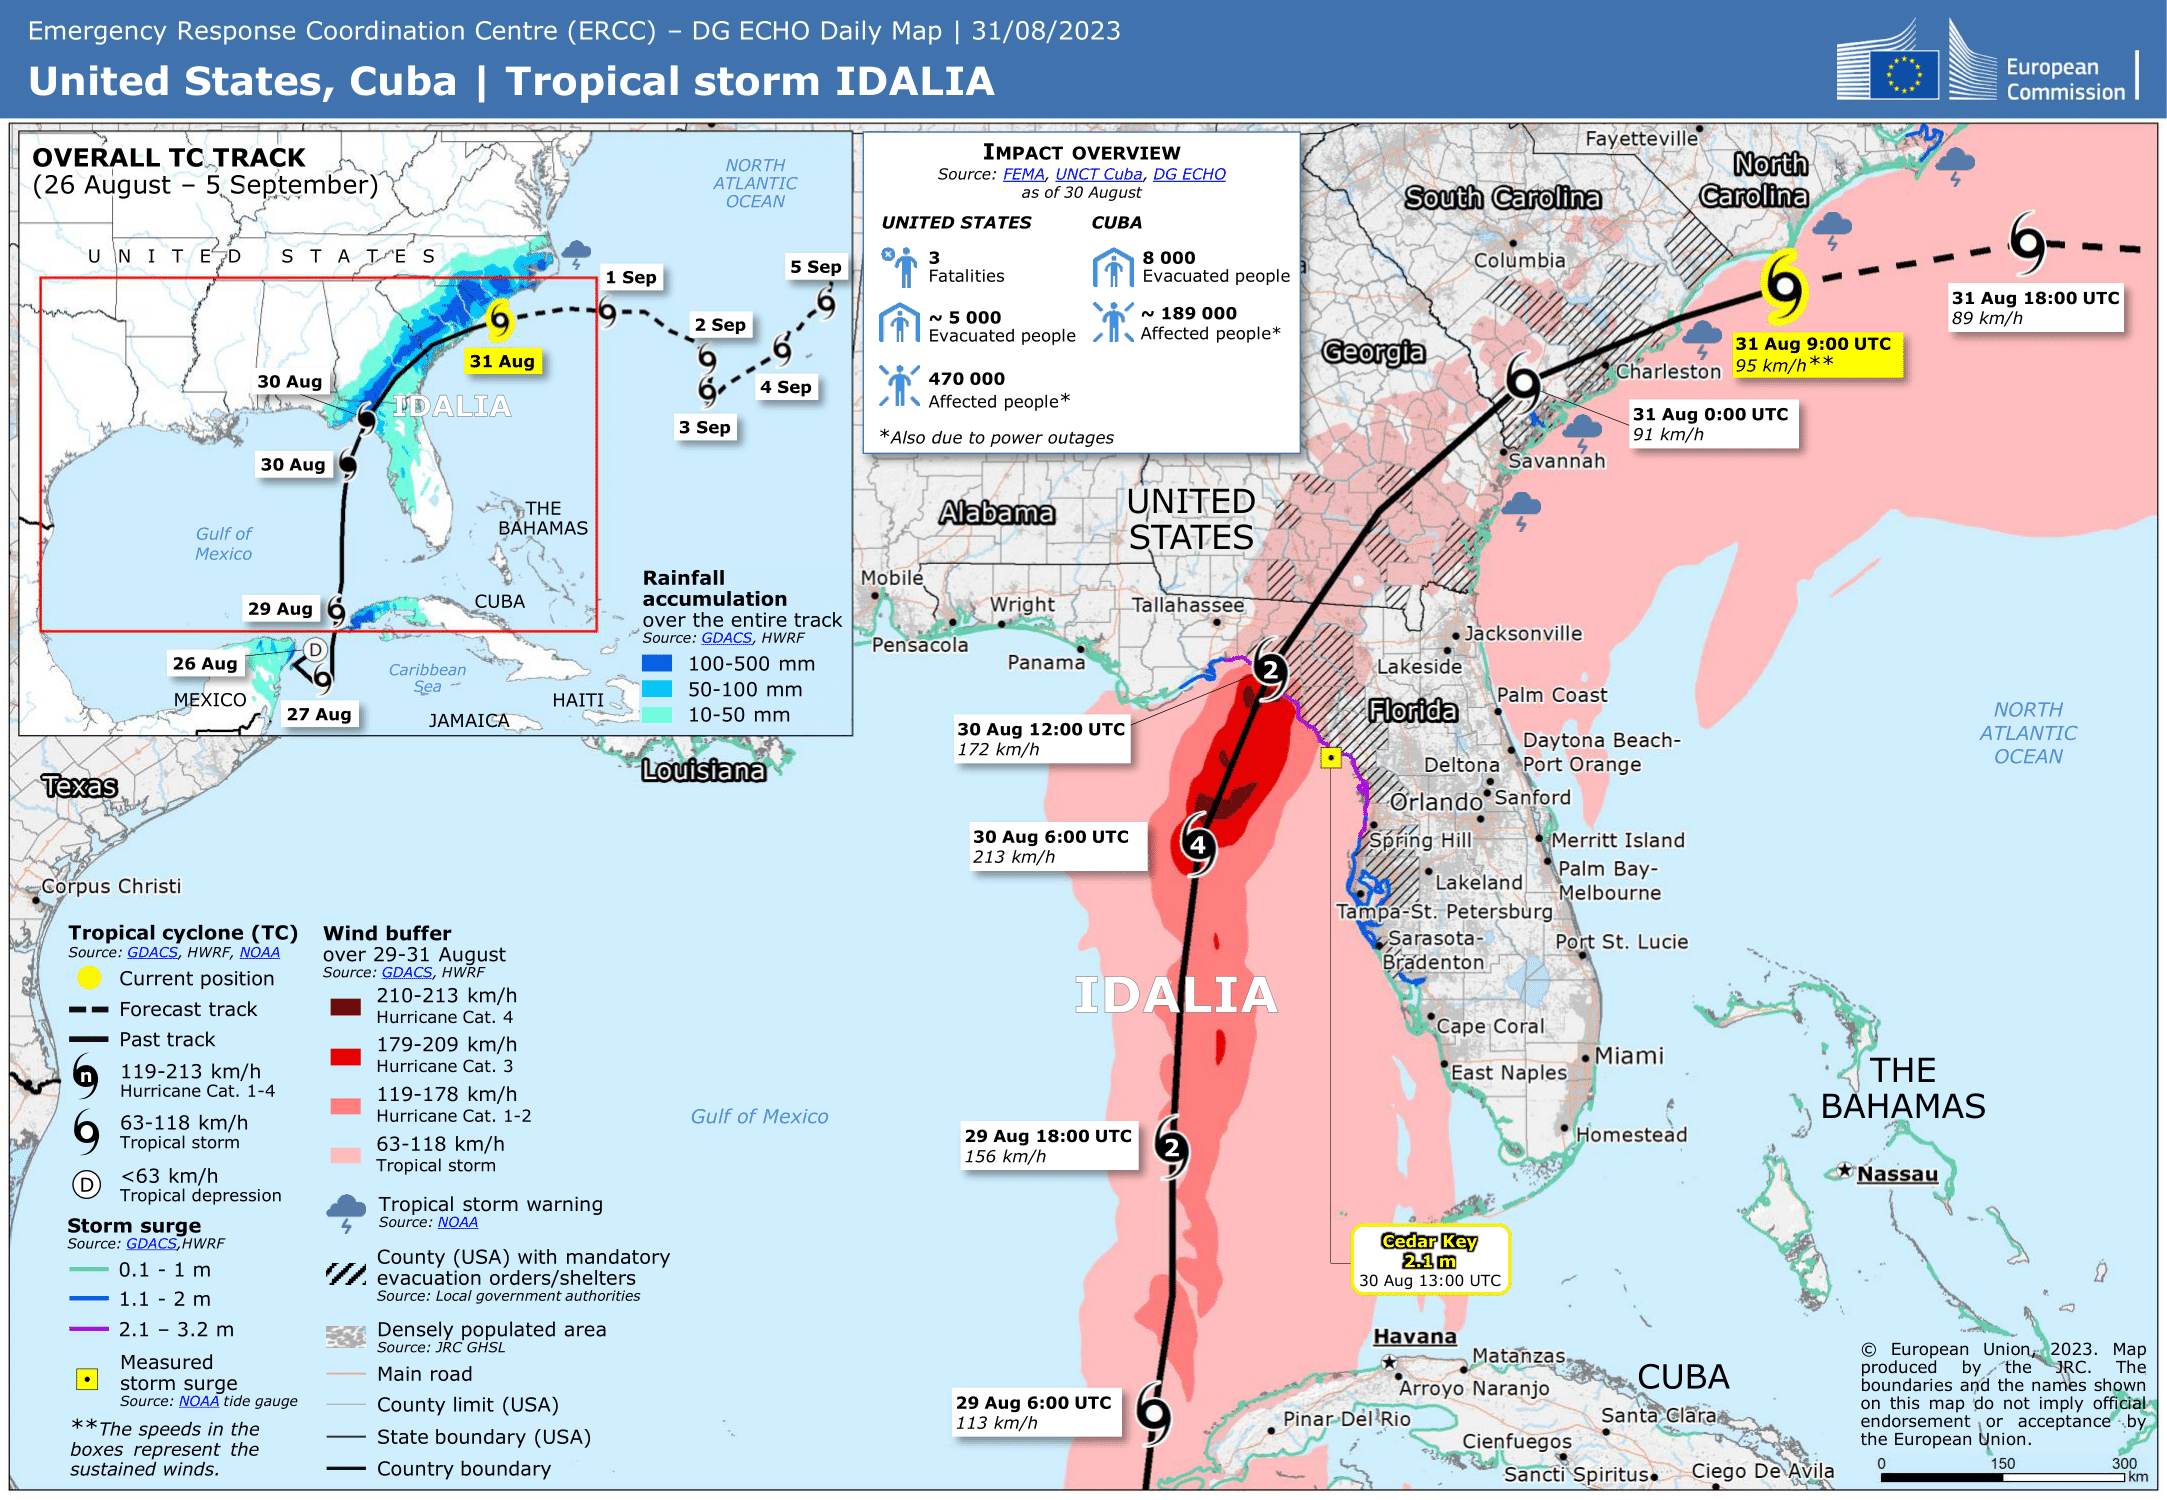 Emergency Response Coordination Centre (ERCC) – DG ECHO Daily Map | 31/08/2023
United States, Cuba | Tropical storm IDALIA
European
Commission
OVERALL TC TRACK
(26 August – 5 September)
NORTH
ATLANTIC
OCEAN
UNITED STATES
1 Sep
5 Sep
2 Sep
31 Aug
4 Sep
30 Aug
IDALIA
3 Sep
30 Aug
Gulf of
Mexico
THE
BAHAMAS
29 Aug
CUBA
26 Aug
D
Caribbean
Sea
MEXICO
HAITI
27 Aug
JAMAICA
Rainfall
accumulation
over the entire track
Source: GDACS, HWRF
100-500 mm
50-100 mm
10-50 mm
IMPACT OVERVIEW
Source: FEMA, UNCT Cuba, DG ECHO
as of 30 August
UNITED STATES
3
Fatalities
~ 5 000
Evacuated people
470 000
Affected people*
CUBA
8 000
Evacuated people
~ 189 000
Affected people*
*Also due to power outages
Fayetteville
North
Carolina
South Carolina
Columbia
31 Aug 18:00 UTC
89 km/h
31 Aug 9:00 UTC
95 km/h**
Georgia
Charleston
31 Aug 0:00 UTC
91 km/h
Savannah
Alabama
UNITED
STATES
Mobile
Wright
Tallahassee
Pensacola
Panama
Jacksonville
Lakeside
2
Palm Coast
Florida
30 Aug 12:00 UTC
172 km/h
Daytona Beach-
Port Orange
Deltona
Orlando
Sanford
NORTH
ATLANTIC
OCEAN
Texas
Louisiana
30 Aug 6:00 UTC
213 km/h
4
Spring Hill
Merritt Island
Palm Bay-
Melbourne
Lakeland
Tampa-St. Petersburg
Sarasota-
Bradenton
Port St. Lucie
Corpus Christi
IDALIA
Cape Coral
East Naples
Miami
Homestead
THE
BAHAMAS
Nassau
Gulf of Mexico
29 Aug 18:00 UTC
156 km/h
2
Cedar Key
2.1 m
30 Aug 13:00 UTC
Havana
Matanzas
CUBA
Arroyo Naranjo
29 Aug 6:00 UTC
113 km/h
Pinar Del Rio
Santa Clara
Cienfuegos
Sancti Spiritus
Ciego De Avila
Tropical cyclone (TC)
Source: GDACS, HWRF, NOAA
Current position
Forecast track
Past track
n
119-213 km/h
Hurricane Cat. 1-4
63-118 km/h
Tropical storm
D
<63 km/h
Tropical depression
Storm surge
Source: GDACS,HWRF
0.1 - 1 m
1.1 - 2 m
2.1 – 3.2 m
Measured
storm surge
Source: NOAA tide gauge
**The speeds in the
boxes represent the
sustained winds.
Wind buffer
over 29-31 August
Source: GDACS, HWRF
210-213 km/h
Hurricane Cat. 4
179-209 km/h
Hurricane Cat. 3
119-178 km/h
Hurricane Cat. 1-2
63-118 km/h
Tropical storm
Tropical storm warning
Source: NOAA
County (USA) with mandatory
evacuation orders/shelters
Source: Local government authorities
Densely populated area
Source: JRC GHSL
Main road
County limit (USA)
State boundary (USA)
Country boundary
© European Union, 2023. Map
produced by the JRC. The
boundaries and the names shown
on this map do not imply official
endorsement or acceptance by
the European Union.
0 150 300
km